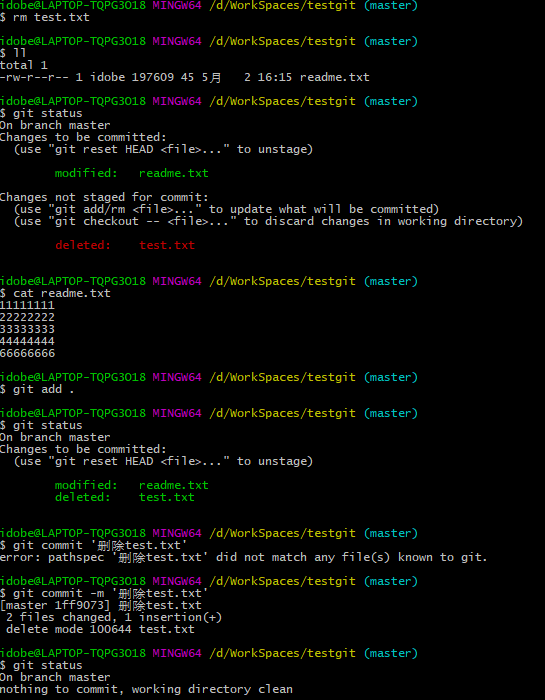 idobe@LAPTOP-TQPG3O18 MINGW64 /d/WorkSpaces/testgit (master)
$ rm test.txt
idobe@LAPTOP-TQPG3O18 MINGW64 /d/WorkSpaces/testgit (master)
$ ll
total 1
-rw-r--r-- 1 idobe 197609 45 5月   2 16:15 readme.txt
idobe@LAPTOP-TQPG3O18 MINGW64 /d/WorkSpaces/testgit (master)
$ git status
On branch master
Changes to be committed:
  (use "git reset HEAD <file>..." to unstage)
        modified:   readme.txt
Changes not staged for commit:
  (use "git add/rm <file>..." to update what will be committed)
  (use "git checkout -- <file>..." to discard changes in working directory)
        deleted:    test.txt
idobe@LAPTOP-TQPG3O18 MINGW64 /d/WorkSpaces/testgit (master)
$ cat readme.txt
11111111
22222222
33333333
44444444
66666666
idobe@LAPTOP-TQPG3O18 MINGW64 /d/WorkSpaces/testgit (master)
$ git add .
idobe@LAPTOP-TQPG3O18 MINGW64 /d/WorkSpaces/testgit (master)
$ git status
On branch master
Changes to be committed:
  (use "git reset HEAD <file>..." to unstage)
        modified:   readme.txt
        deleted:    test.txt
idobe@LAPTOP-TQPG3O18 MINGW64 /d/WorkSpaces/testgit (master)
$ git commit '删除test.txt'
error: pathspec '删除test.txt' did not match any file(s) known to git.
idobe@LAPTOP-TQPG3O18 MINGW64 /d/WorkSpaces/testgit (master)
$ git commit -m '删除test.txt'
[master 1ff9073] 删除test.txt
 2 files changed, 1 insertion(+)
 delete mode 100644 test.txt
idobe@LAPTOP-TQPG3O18 MINGW64 /d/WorkSpaces/testgit (master)
$ git status
On branch master
nothing to commit, working directory clean